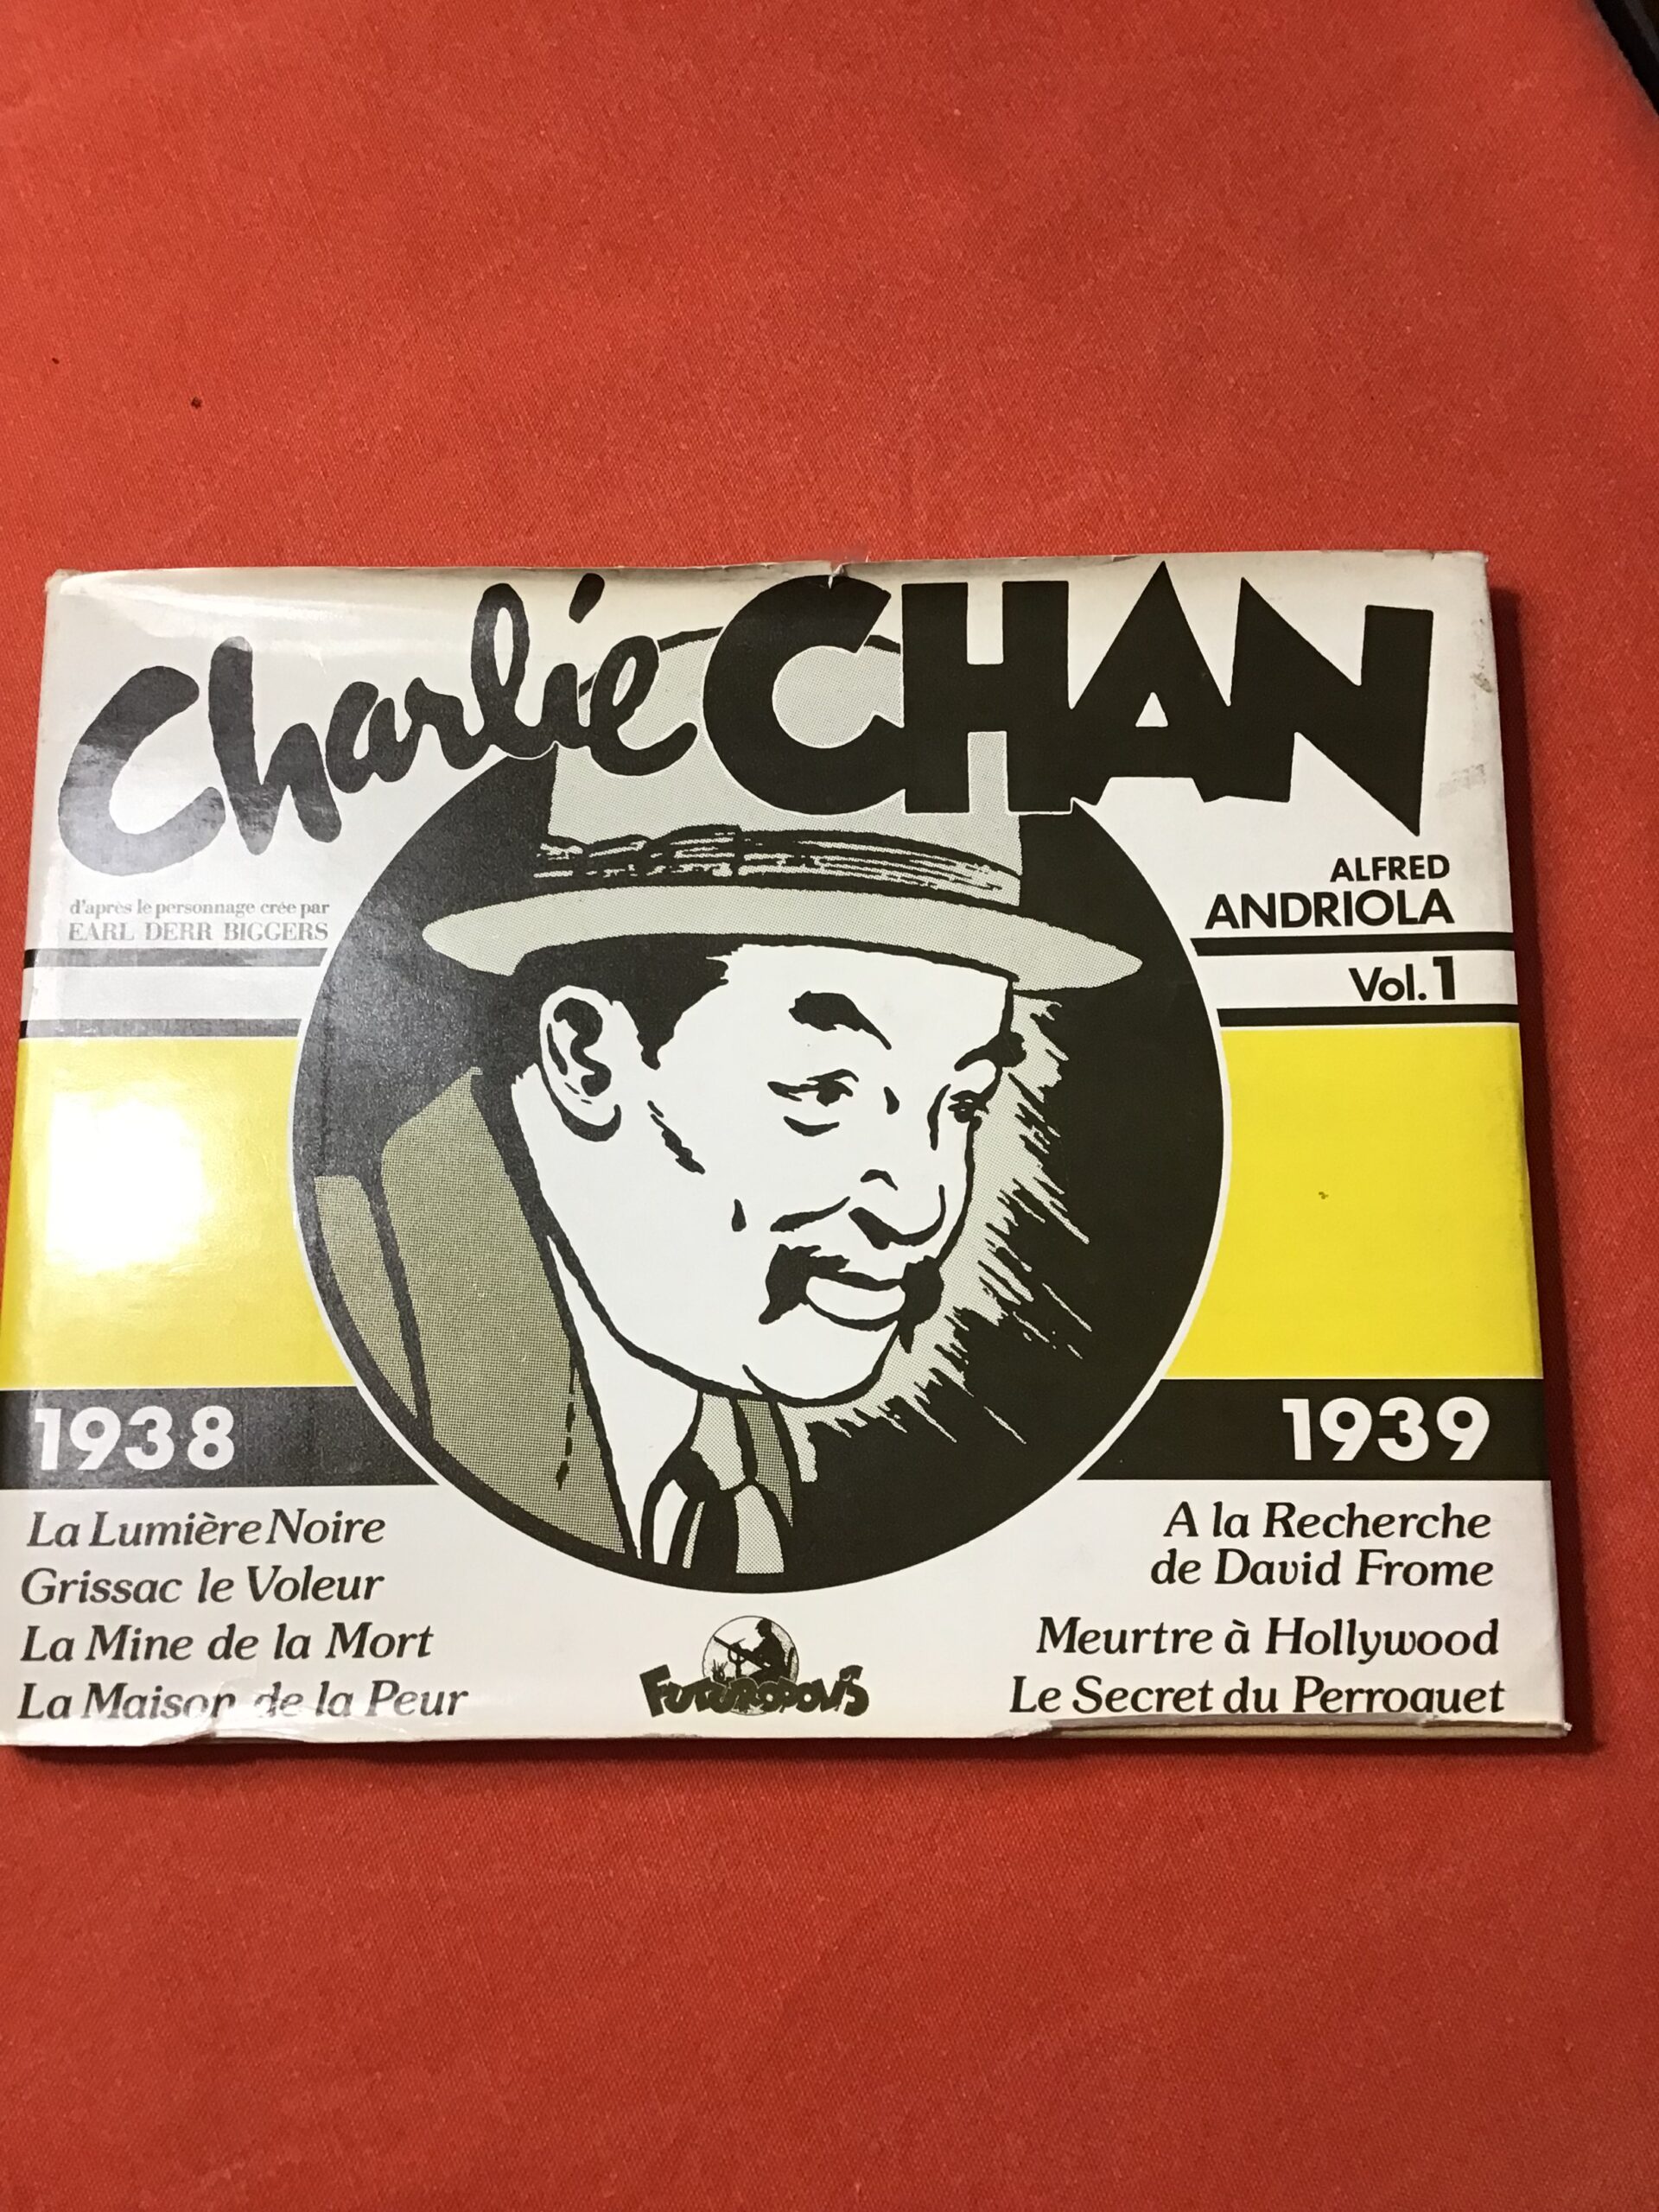 Charlie CHAN
d'après le personnage crée par
EARL DERR BIGGERS
ALFRED
ANDRIOLA
Vol. 1
1938
La Lumière Noire
Grissac le Voleur
La Mine de la Mort
La Maison de la Peur
1939
A la Recherche
de David Frome
Meurtre à Hollywood
Le Secret du Perroquet
FUTUROPOLIS